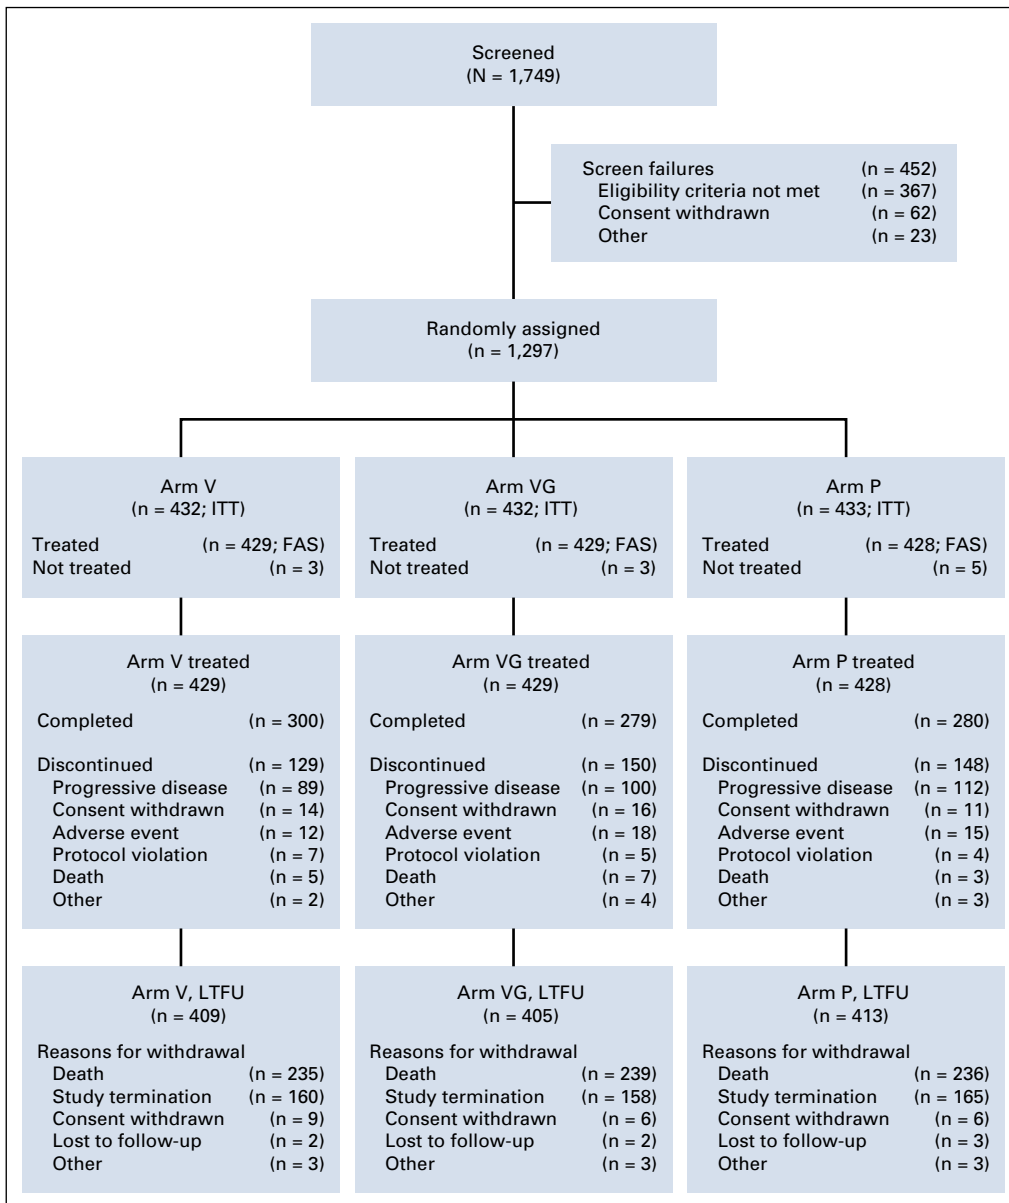 Screened
(N = 1,749)
Screen failures (n = 452)
Eligibility criteria not met (n = 367)
Consent withdrawn (n = 62)
Other (n = 23)
Randomly assigned
(n = 1,297)
Arm V
(n = 432; ITT)
Treated (n = 429; FAS)
Not treated (n = 3)
Arm VG
(n = 432; ITT)
Treated (n = 429; FAS)
Not treated (n = 3)
Arm P
(n = 433; ITT)
Treated (n = 428; FAS)
Not treated (n = 5)
Arm V treated
(n = 429)
Completed (n = 300)
Discontinued (n = 129)
Progressive disease (n = 89)
Consent withdrawn (n = 14)
Adverse event (n = 12)
Protocol violation (n = 7)
Death (n = 5)
Other (n = 2)
Arm VG treated
(n = 429)
Completed (n = 279)
Discontinued (n = 150)
Progressive disease (n = 100)
Consent withdrawn (n = 16)
Adverse event (n = 18)
Protocol violation (n = 5)
Death (n = 7)
Other (n = 4)
Arm P treated
(n = 428)
Completed (n = 280)
Discontinued (n = 148)
Progressive disease (n = 112)
Consent withdrawn (n = 11)
Adverse event (n = 15)
Protocol violation (n = 4)
Death (n = 3)
Other (n = 3)
Arm V, LTFU
(n = 409)
Reasons for withdrawal
Death (n = 235)
Study termination (n = 160)
Consent withdrawn (n = 9)
Lost to follow-up (n = 2)
Other (n = 3)
Arm VG, LTFU
(n = 405)
Reasons for withdrawal
Death (n = 239)
Study termination (n = 158)
Consent withdrawn (n = 6)
Lost to follow-up (n = 2)
Other (n = 3)
Arm P, LTFU
(n = 413)
Reasons for withdrawal
Death (n = 236)
Study termination (n = 165)
Consent withdrawn (n = 6)
Lost to follow-up (n = 3)
Other (n = 3)